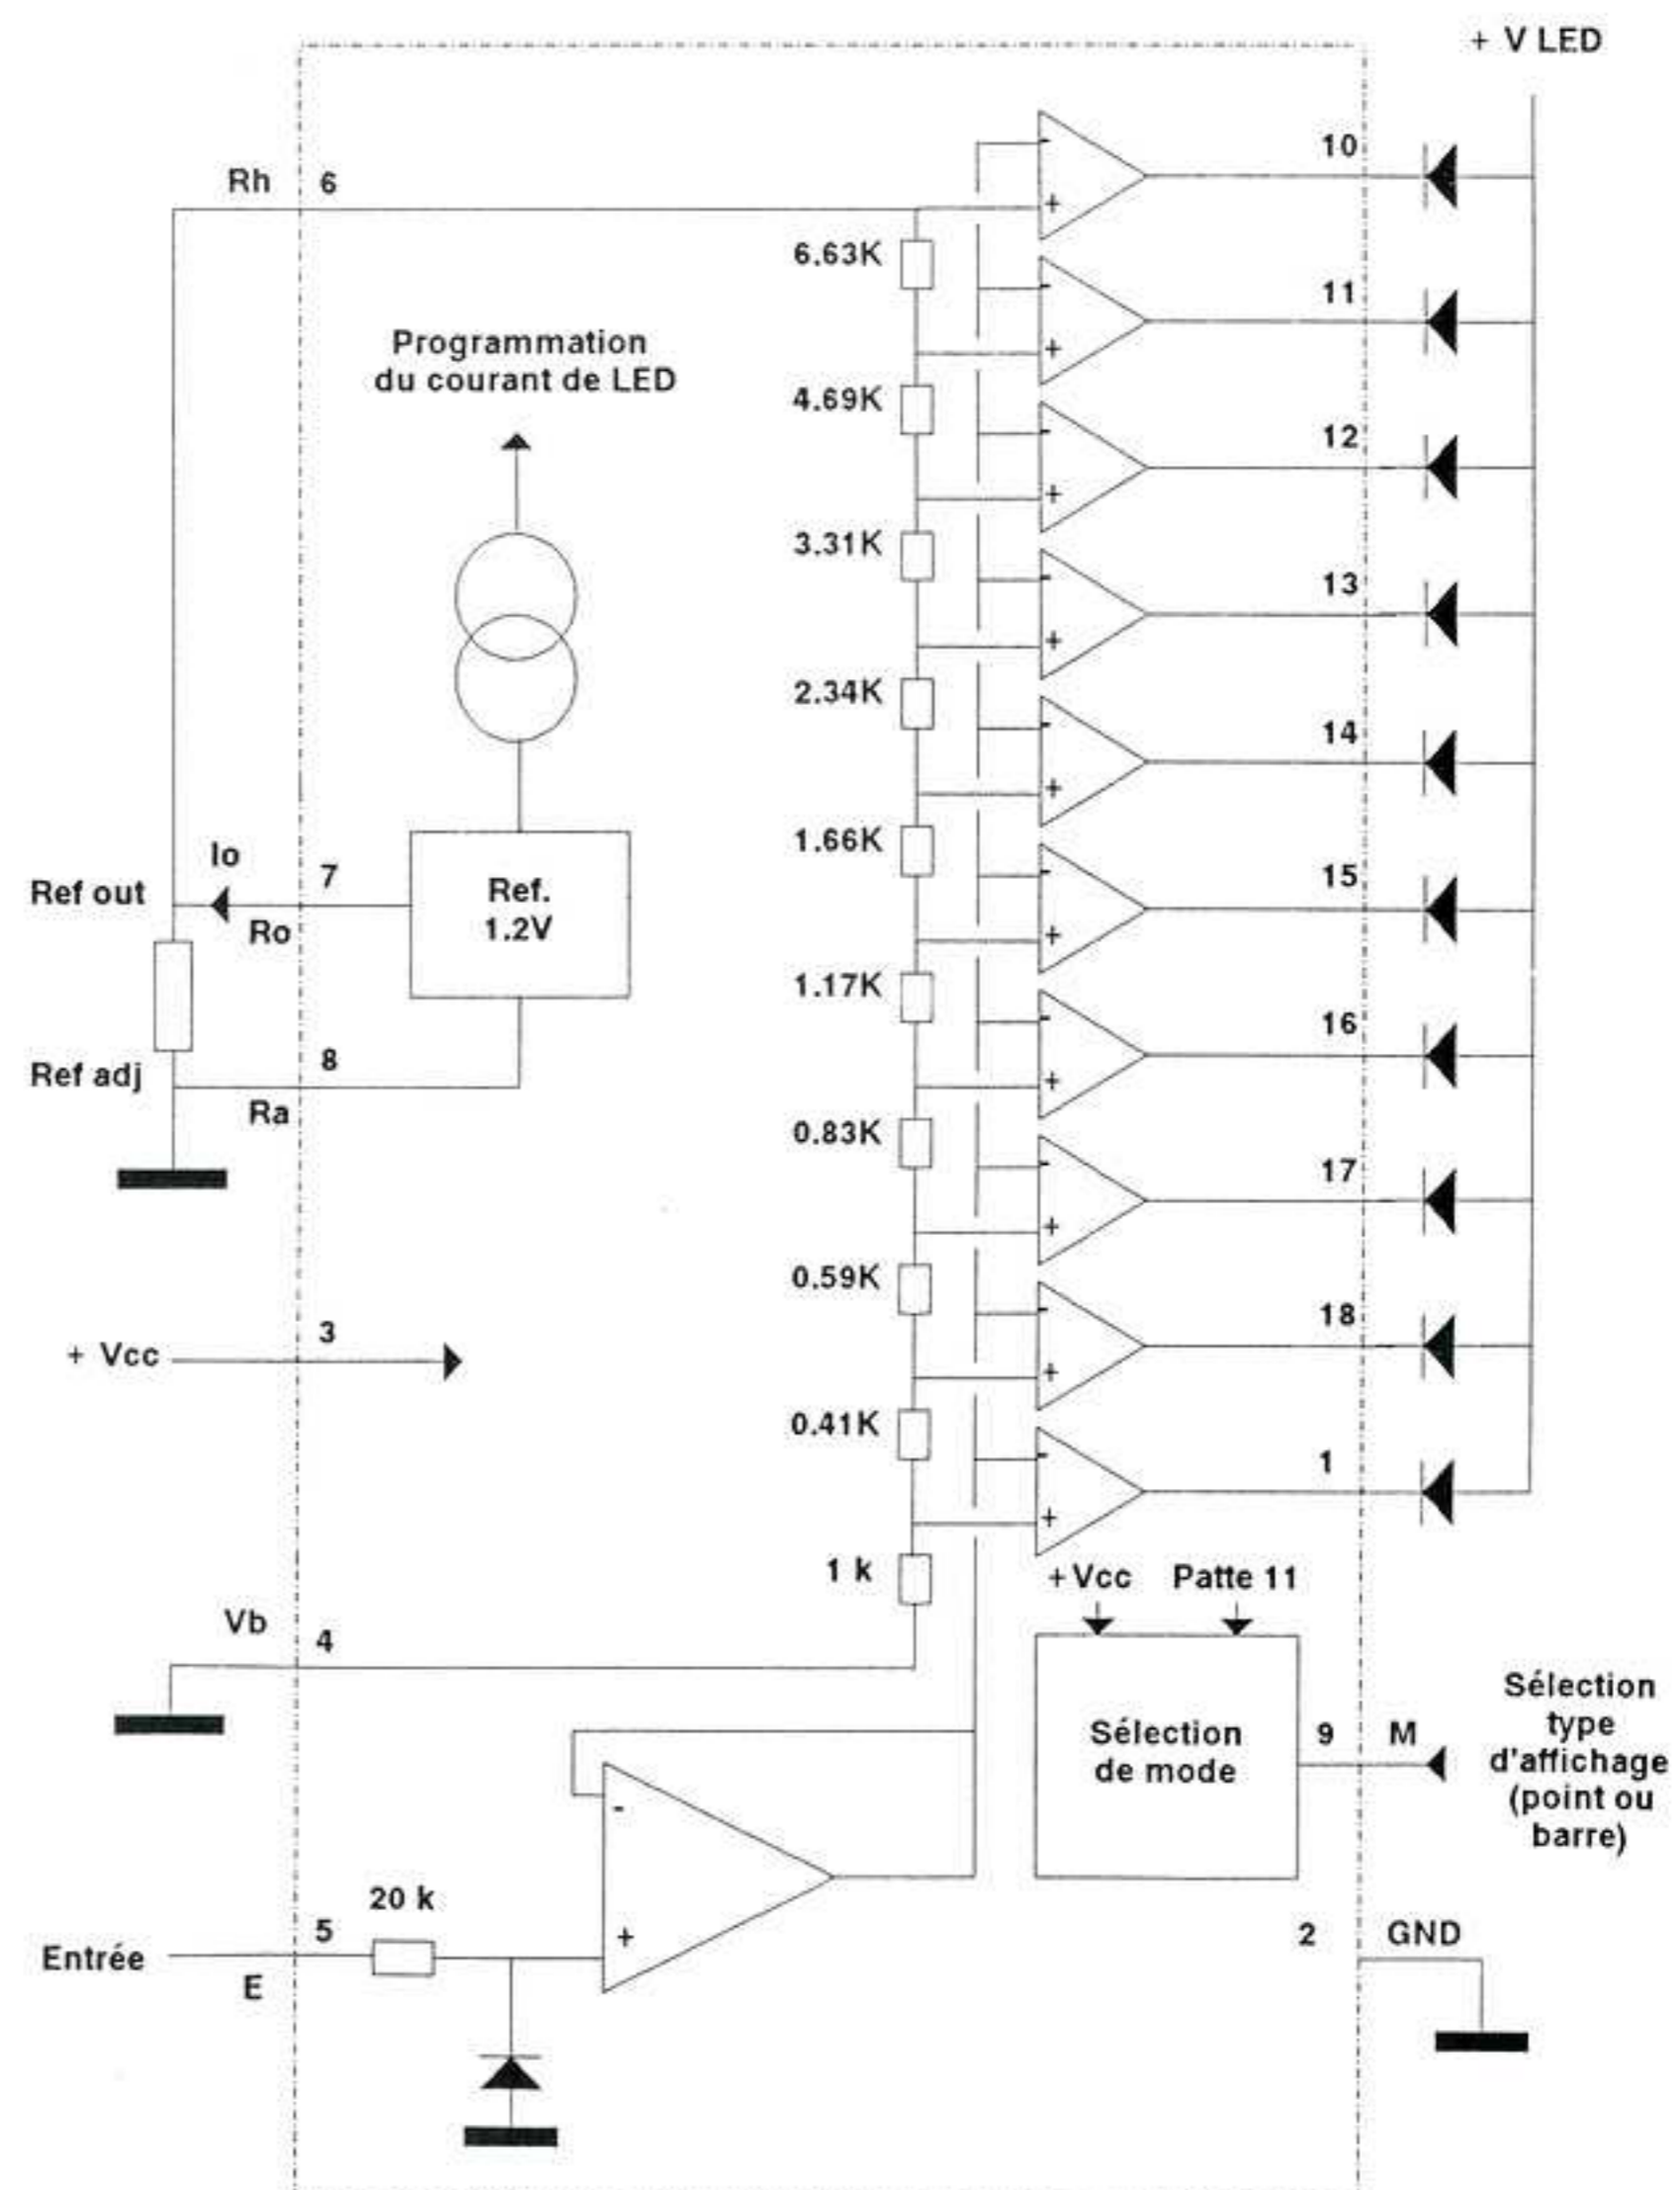 + V LED
10
Rh 6
-
+
6.63K
11
-
+
Programmation
du courant de LED
4.69K
12
-
+
3.31K
13
-
+
2.34K
14
-
+
1.66K
15
-
+
Io 7
Ref out
Ro
Ref.
1.2V
1.17K
16
-
+
Ref adj
8
Ra
0.83K
17
-
+
0.59K
18
-
+
+ Vcc
3
0.41K
1
-
+
1 k
+Vcc Patte 11
Vb
4
Sélection
de mode
9 M
Sélection
type
d'affichage
(point ou
barre)
-
+
20 k
5
Entrée
E
2 GND